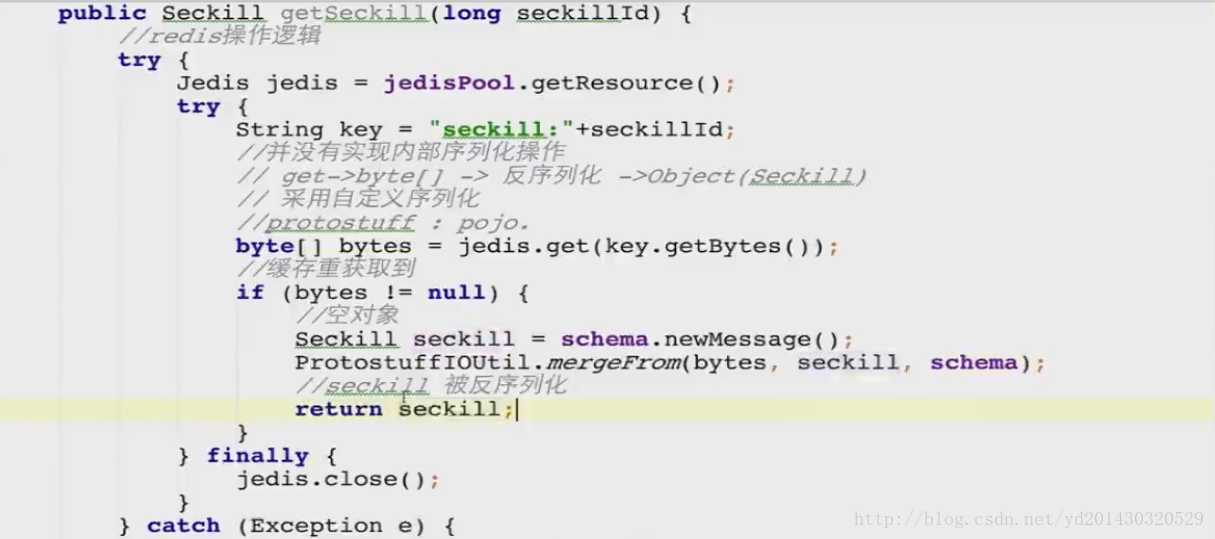 public Seckill getSeckill(long seckillId) {
//redis操作逻辑
try {
Jedis jedis = jedisPool.getResource();
try {
String key = "seckill:"+seckillId;
//并没有实现内部序列化操作
// get->byte[] -> 反序列化 ->Object(Seckill)
// 采用自定义序列化
//protostuff : pojo.
byte[] bytes = jedis.get(key.getBytes());
//缓存重获取到
if (bytes != null) {
//空对象
Seckill seckill = schema.newMessage();
ProtostuffIOUtil.mergeFrom(bytes, seckill, schema);
//seckill 被反序列化
return seckill;
}
} finally {
jedis.close();
}
} catch (Exception e) {
http://blog.csdn.net/yd201430320529